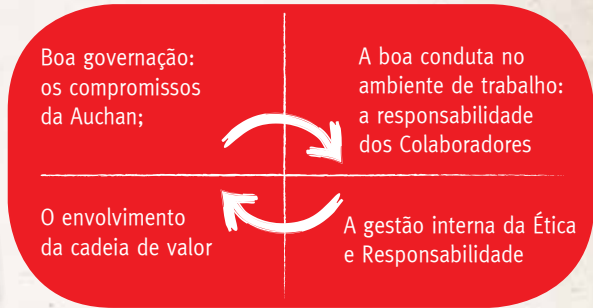 Boa governação:
os compromissos
da Auchan;
A boa conduta no
ambiente de trabalho:
a responsabilidade
dos Colaboradores
O envolvimento
da cadeia de valor
A gestão interna da Ética
e Responsabilidade